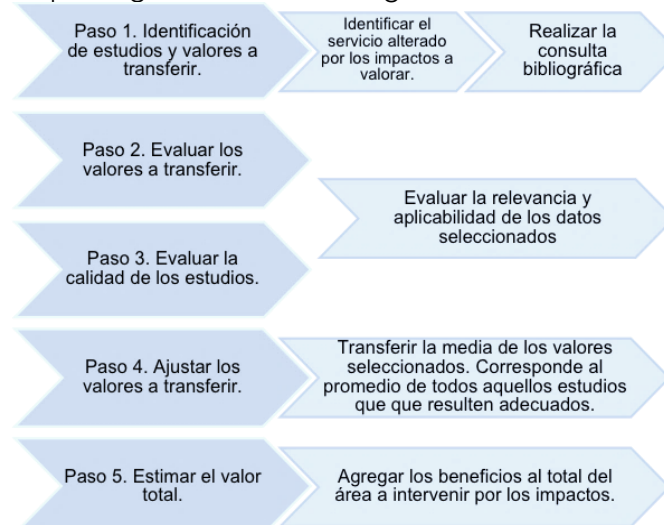 Paso 1. Identificación
de estudios y valores a
transferir.
Identificar el
servicio alterado
por los impactos a
valorar.
Realizar la
consulta
bibliográfica
Paso 2. Evaluar los
valores a transferir.
Evaluar la relevancia y
aplicabilidad de los datos
seleccionados
Paso 3. Evaluar la
calidad de los estudios.
Paso 4. Ajustar los
valores a transferir.
Transferir la media de los valores
seleccionados. Corresponde al
promedio de todos aquellos estudios
que que resulten adecuados.
Paso 5. Estimar el valor
total.
Agregar los beneficios al total del
área a intervenir por los impactos.